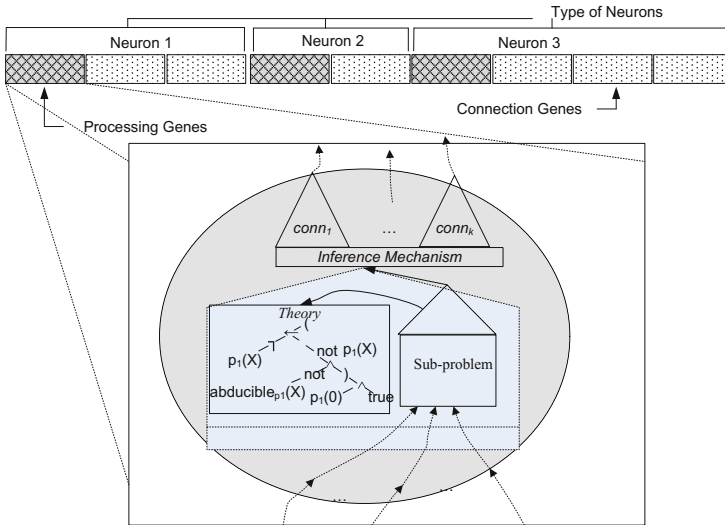 Type of Neurons
Neuron 1
Neuron 2
Neuron 3
Processing Genes
Connection Genes
conn₁
...
connₖ
Inference Mechanism
Theory
← (
¬
p₁(X)
not p₁(X)
∧
not
)
abducible p₁(X)
p₁(0)
∧
true
Sub-problem
...
...